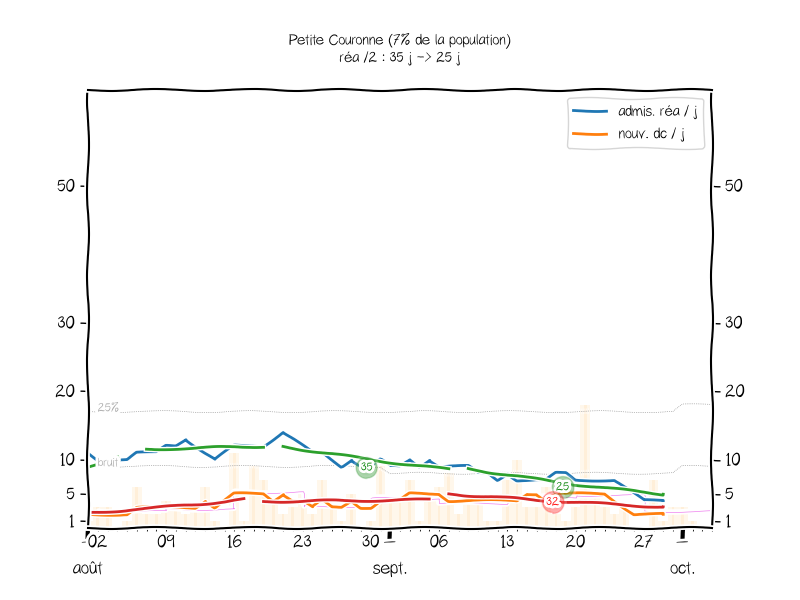 Petite Couronne (7% de la population)
réa /2 : 35 j -> 25 j
admis. réa / j
nouv. dc / j
50 50
30 30
20 20
25%
10 10
bruit
35
25
5 5
32
1 1
02 09 16 23 30 06 13 20 27
août sept. oct.